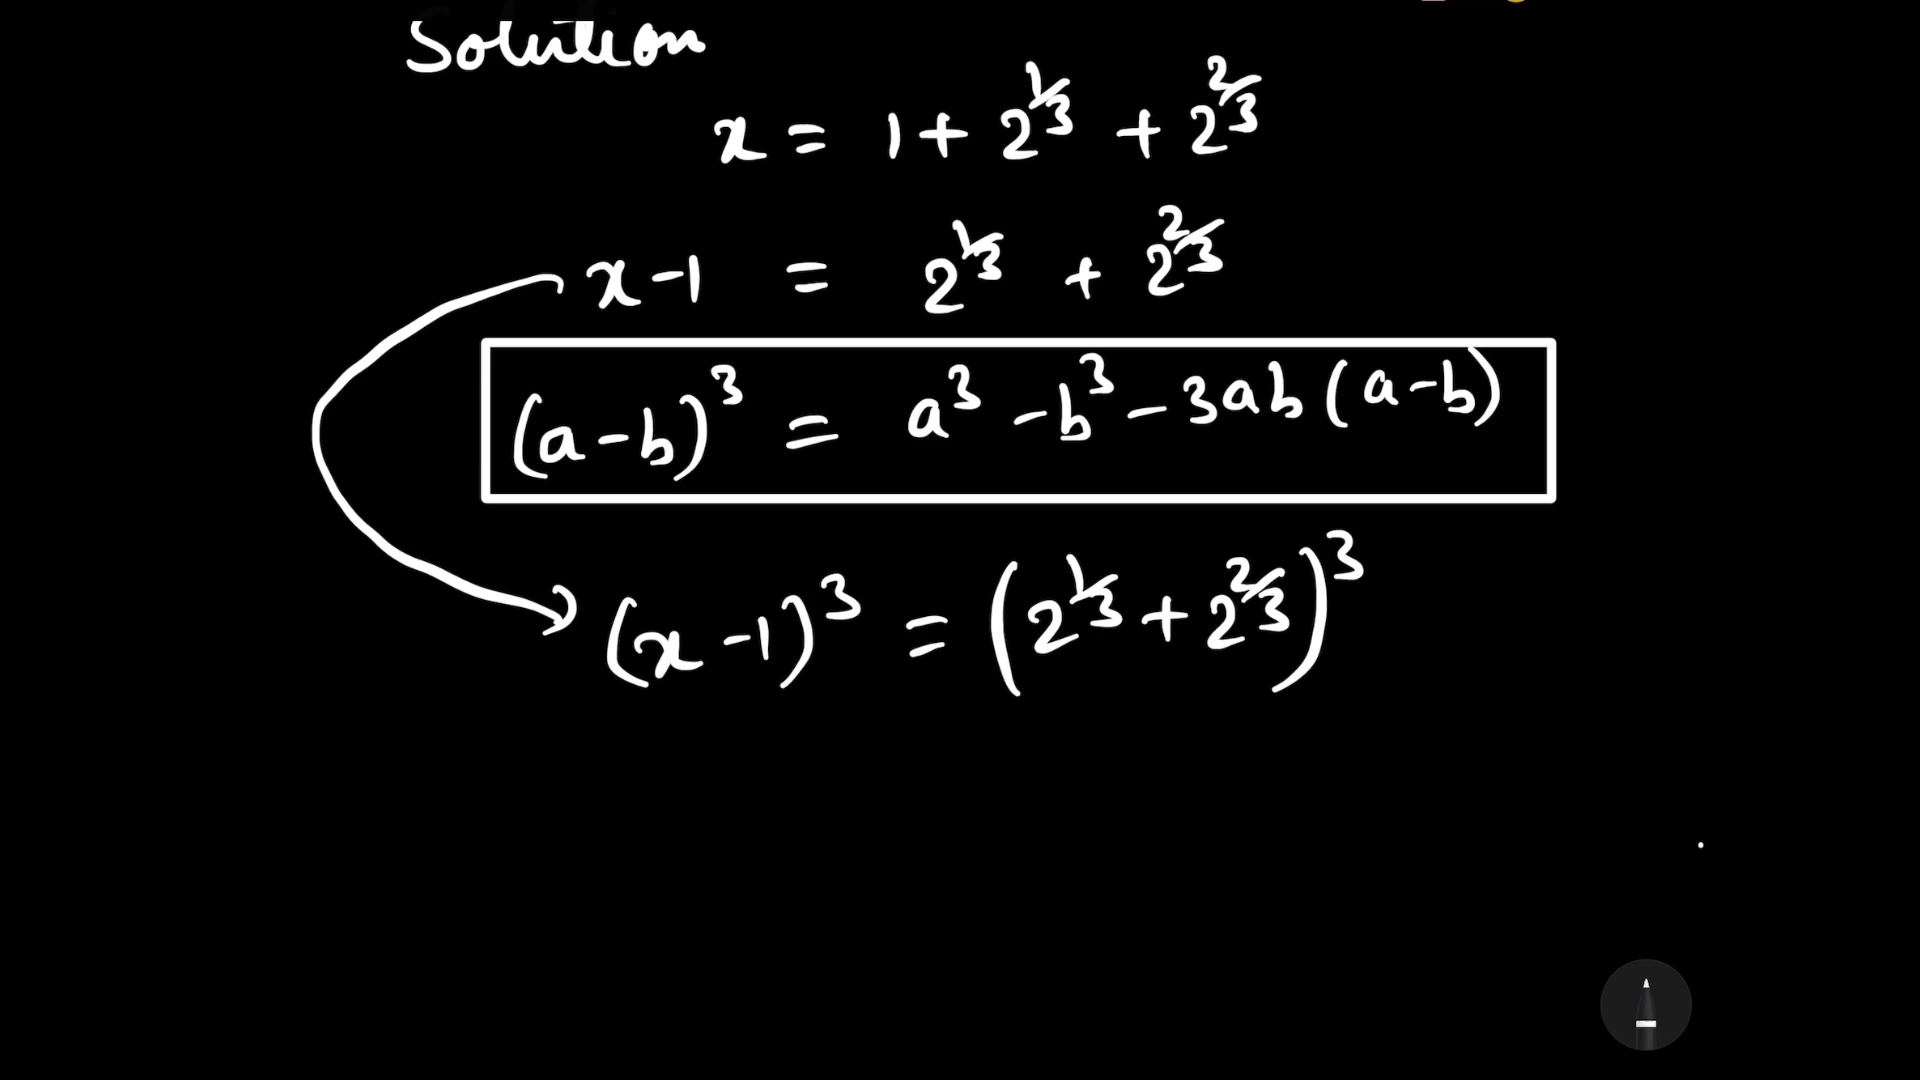 Solution
x = 1 + 2^{1/3} + 2^{2/3}
x - 1 = 2^{1/3} + 2^{2/3}
(a - b)^3 = a^3 - b^3 - 3ab(a - b)
(x - 1)^3 = (2^{1/3} + 2^{2/3})^3